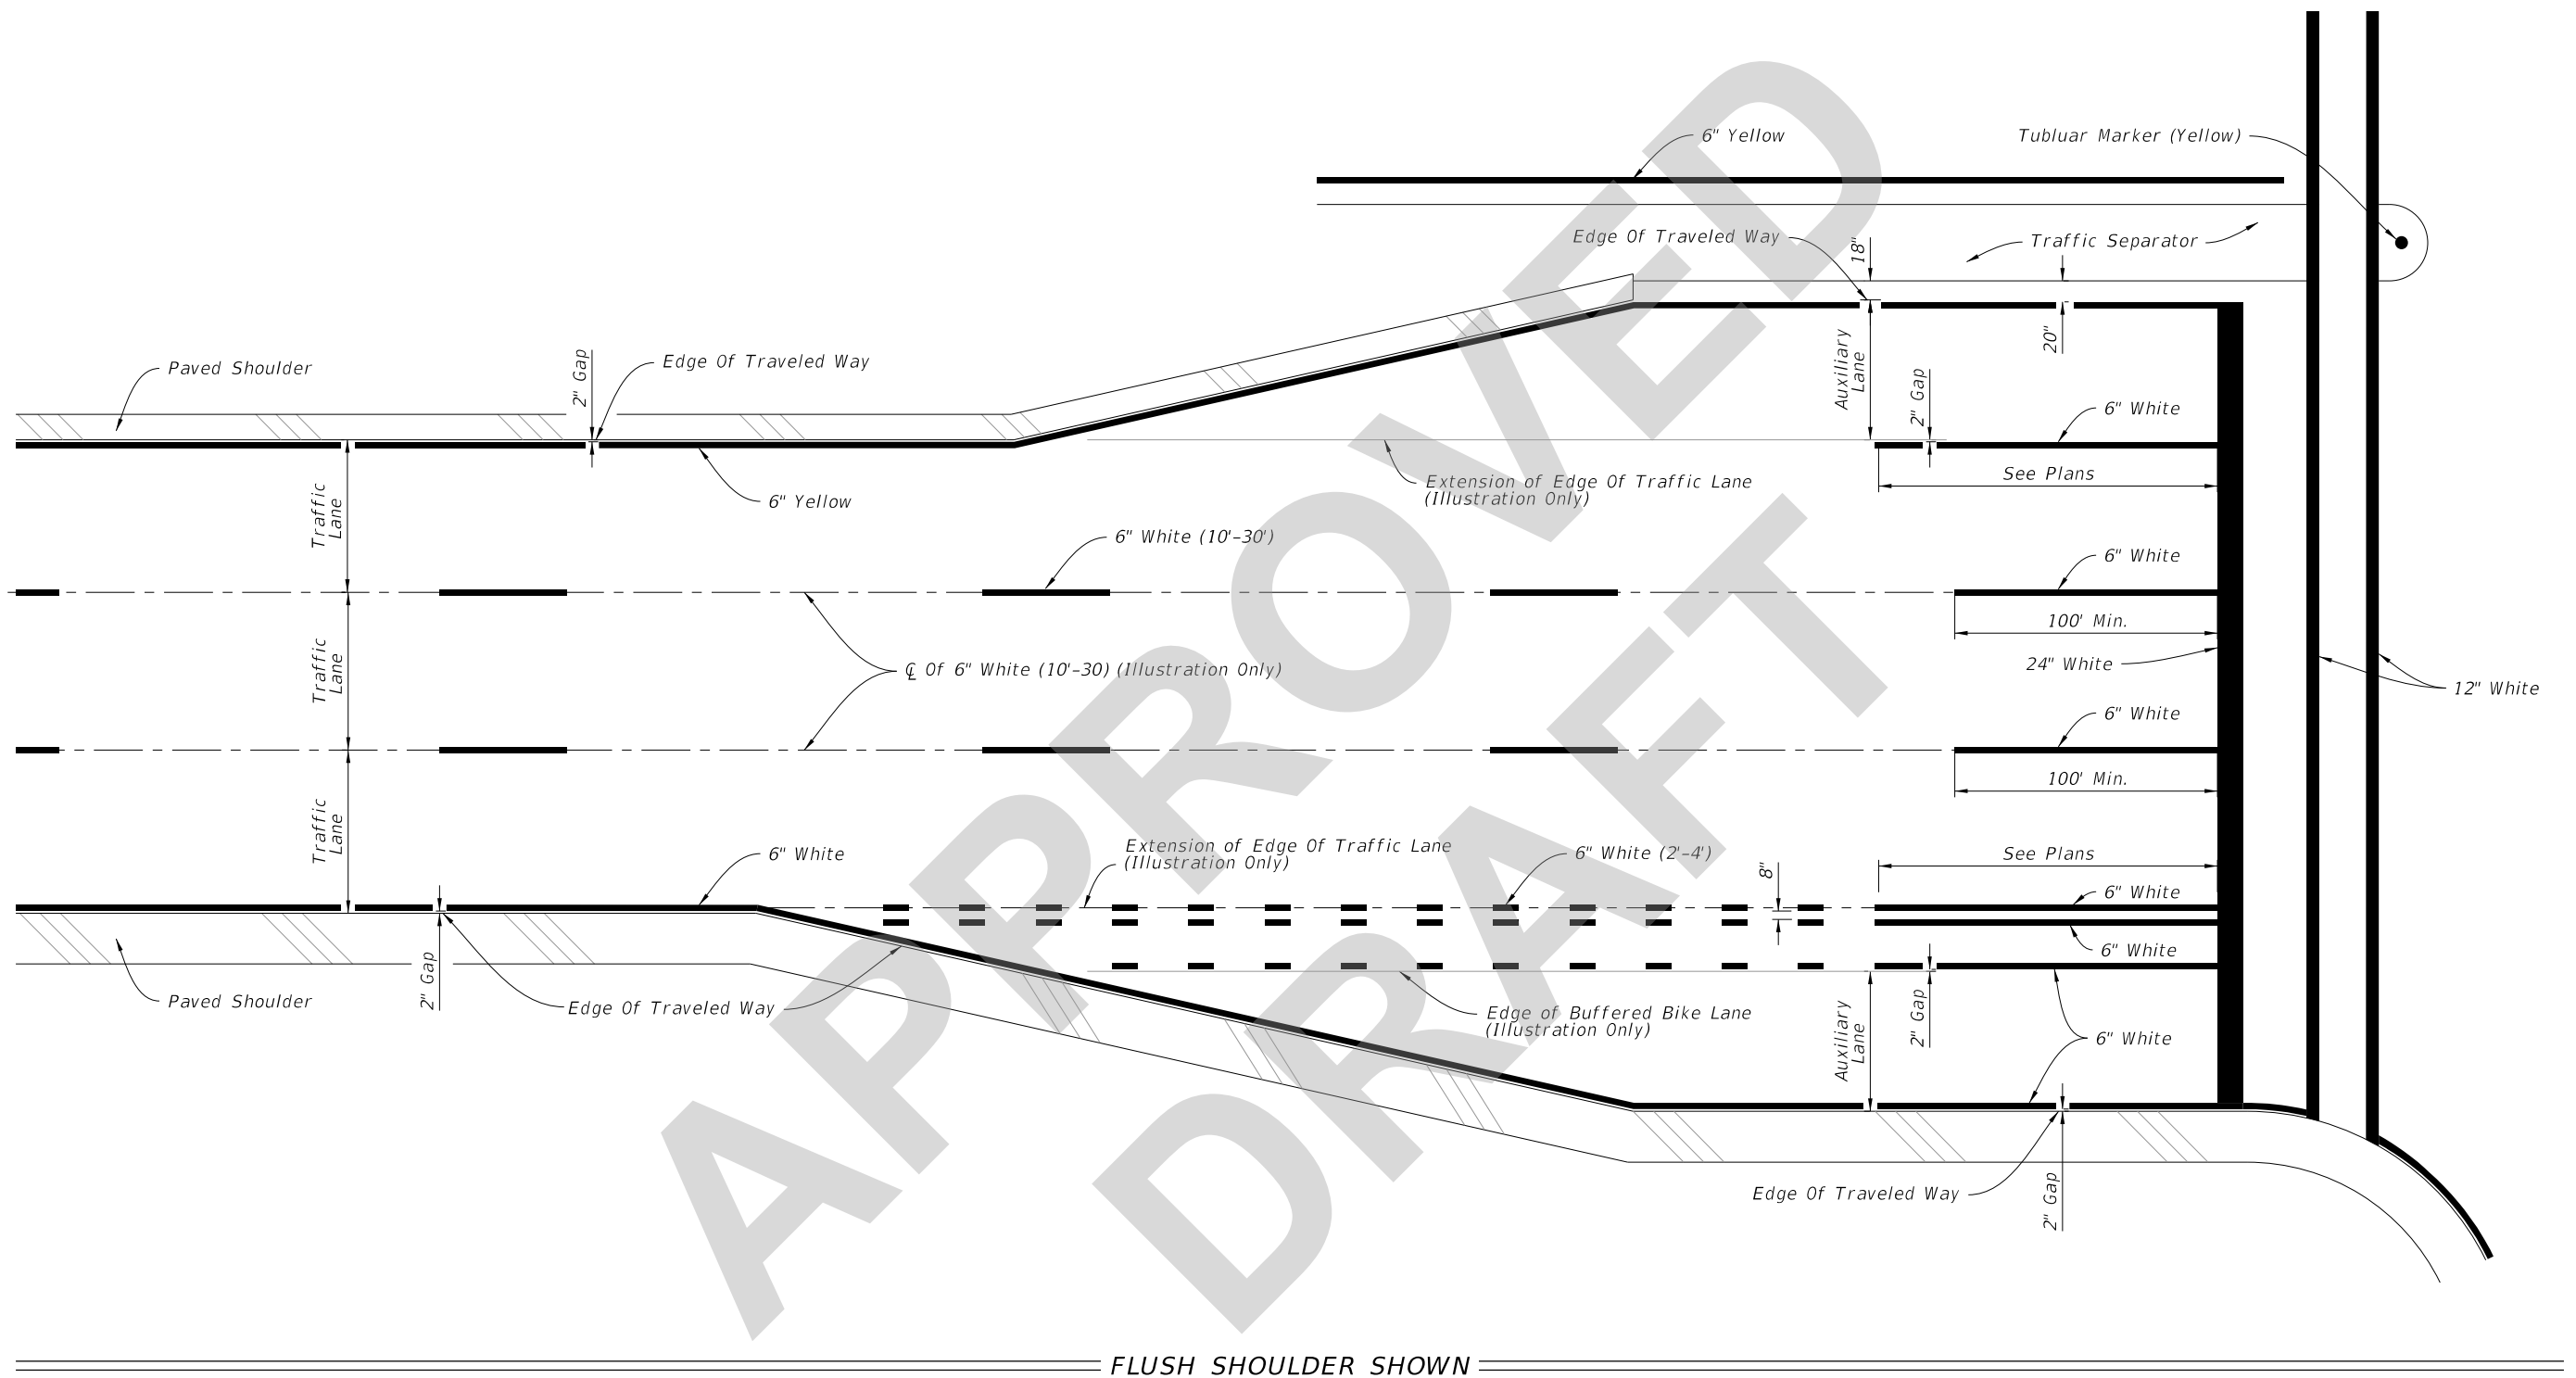 6" Yellow
Tubluar Marker (Yellow)
Edge Of Traveled Way
18"
Traffic Separator
Paved Shoulder
2" Gap
Edge Of Traveled Way
Auxiliary
Lane
20"
2" Gap
6" White
6" Yellow
Extension of Edge Of Traffic Lane
(Illustration Only)
See Plans
Traffic
Lane
6" White (10'-30')
6" White
100' Min.
Traffic
Lane
℄ Of 6" White (10'-30) (Illustration Only)
24" White
12" White
6" White
100' Min.
Traffic
Lane
6" White
Extension of Edge Of Traffic Lane
(Illustration Only)
6" White (2'-4')
8"
See Plans
6" White
6" White
Paved Shoulder
2" Gap
Edge Of Traveled Way
Edge of Buffered Bike Lane
(Illustration Only)
Auxiliary
Lane
2" Gap
6" White
Edge Of Traveled Way
2" Gap
APPROVED
DRAFT
FLUSH SHOULDER SHOWN